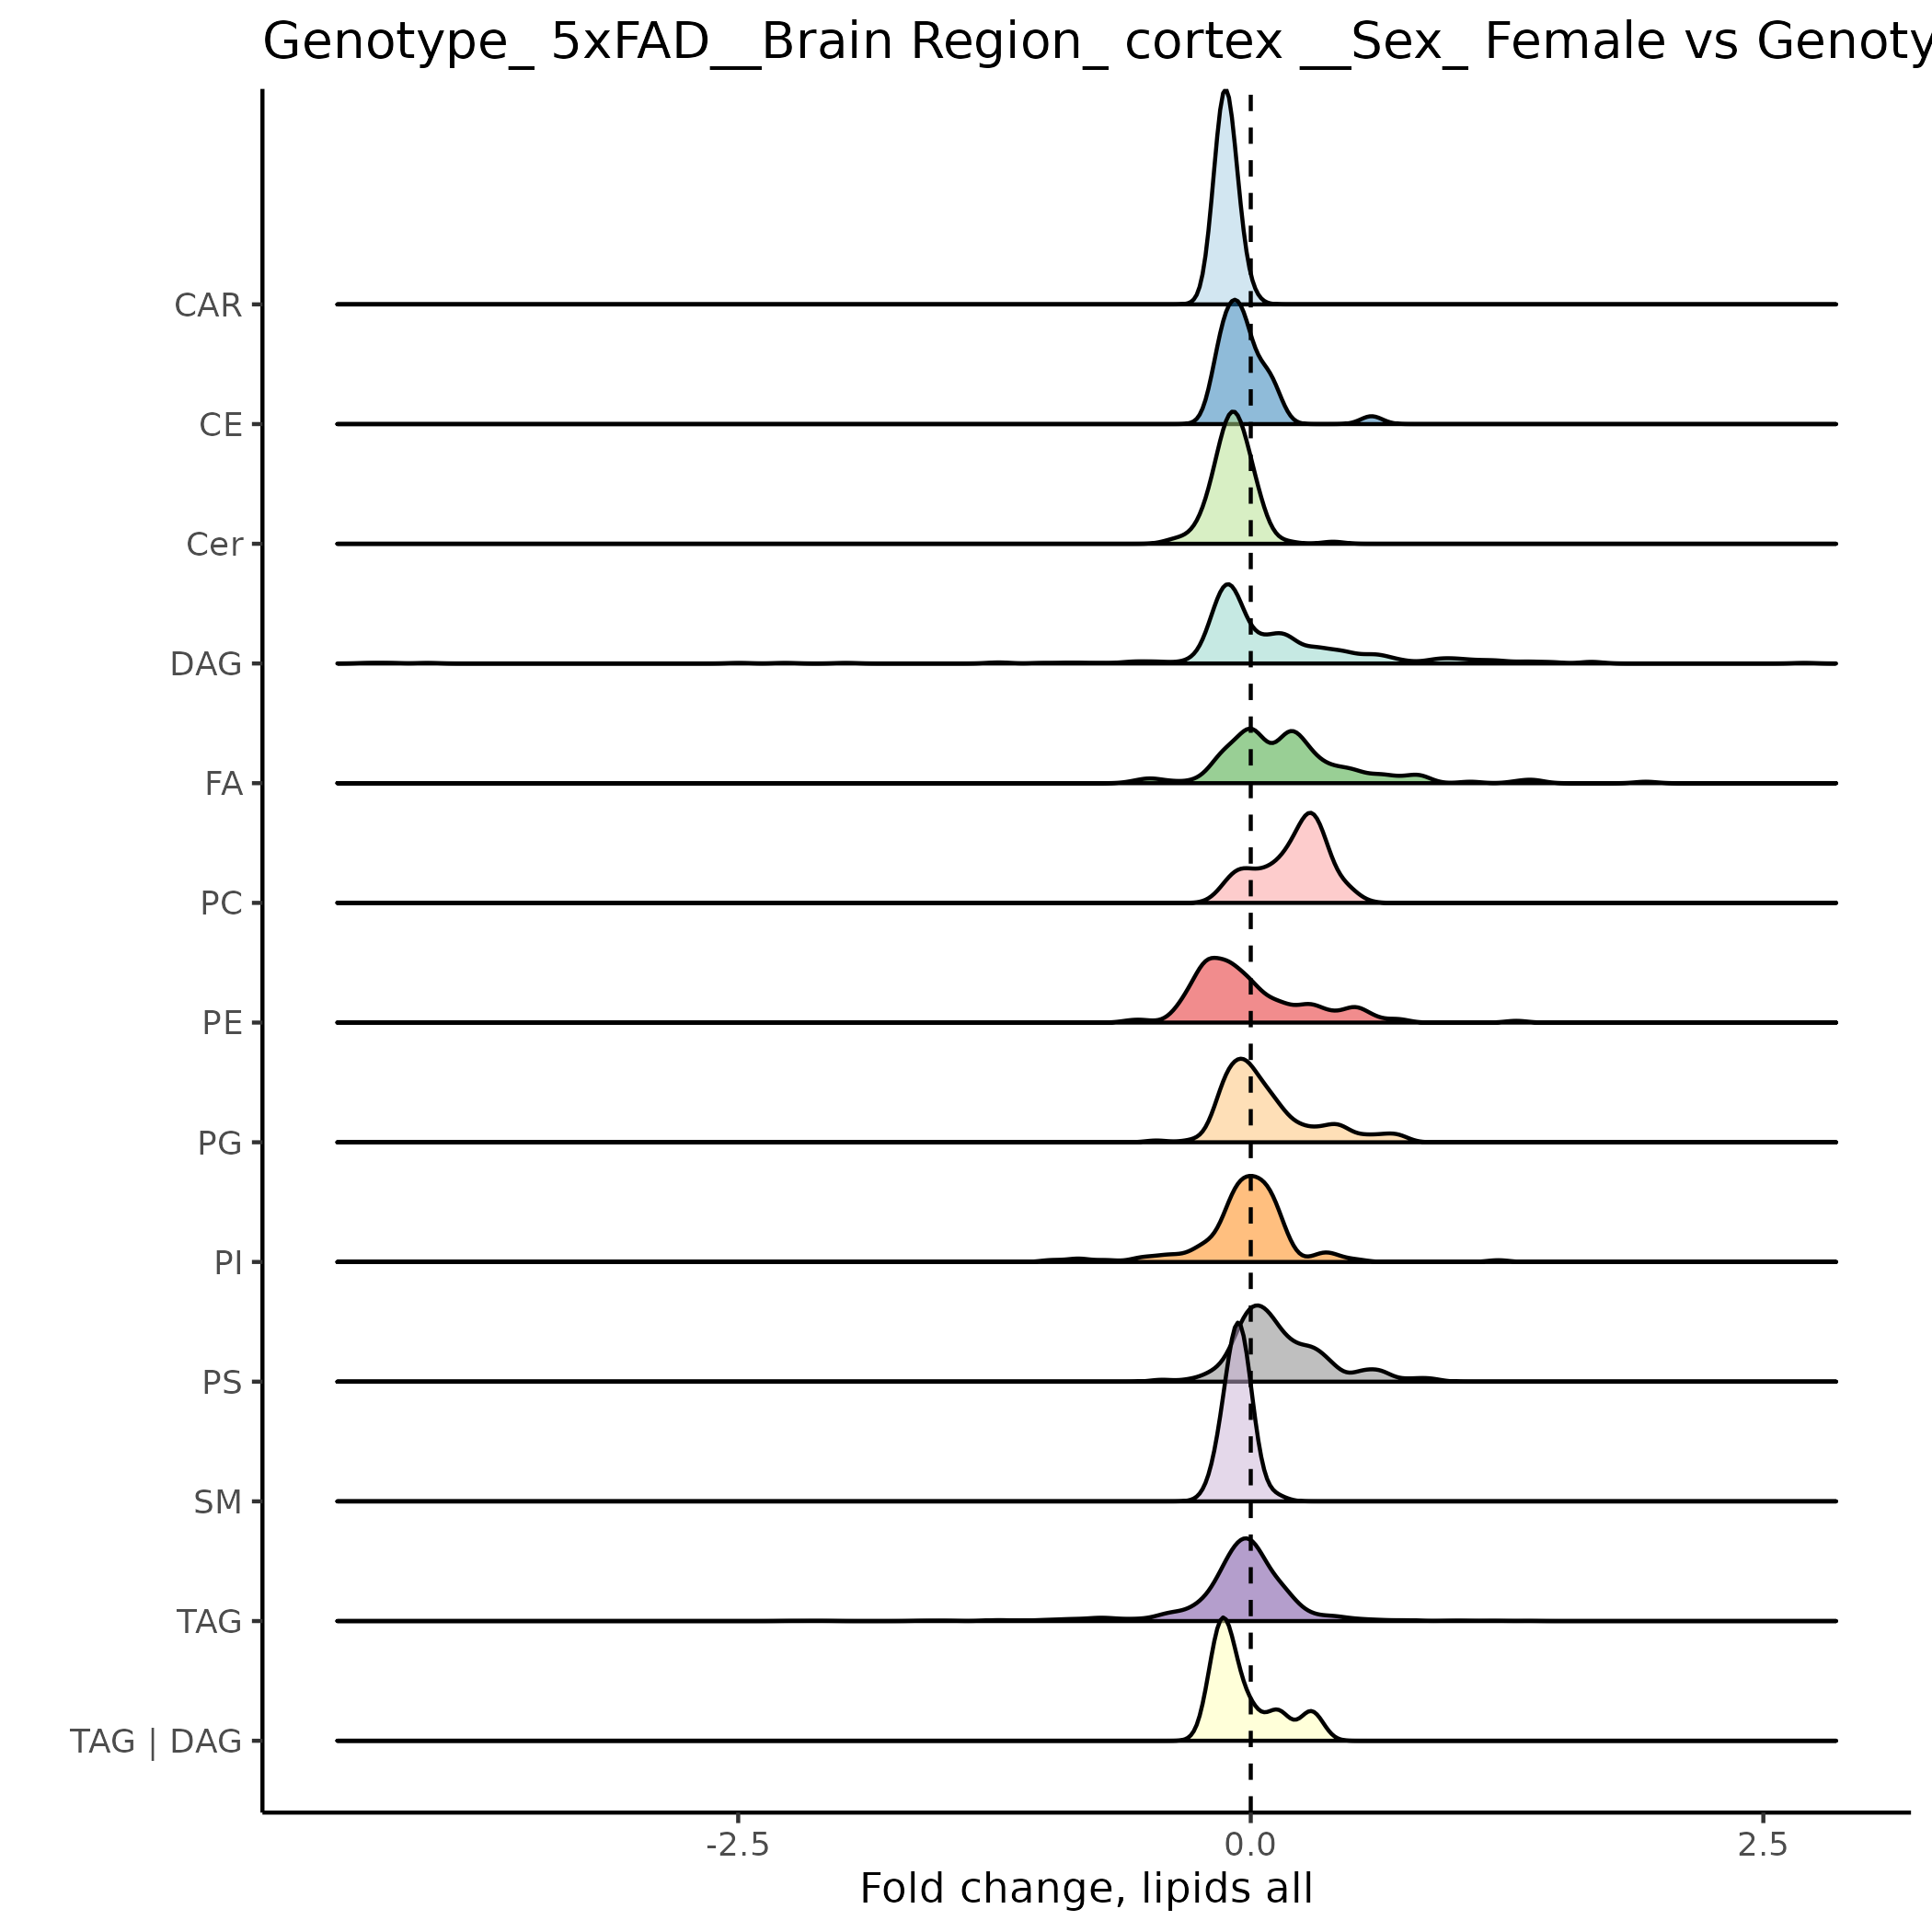 Genotype_ 5xFAD__Brain Region_ cortex __Sex_ Female vs Genoty
CAR
CE
Cer
DAG
FA
PC
PE
PG
PI
PS
SM
TAG
TAG | DAG
-2.5 0.0 2.5
Fold change, lipids all